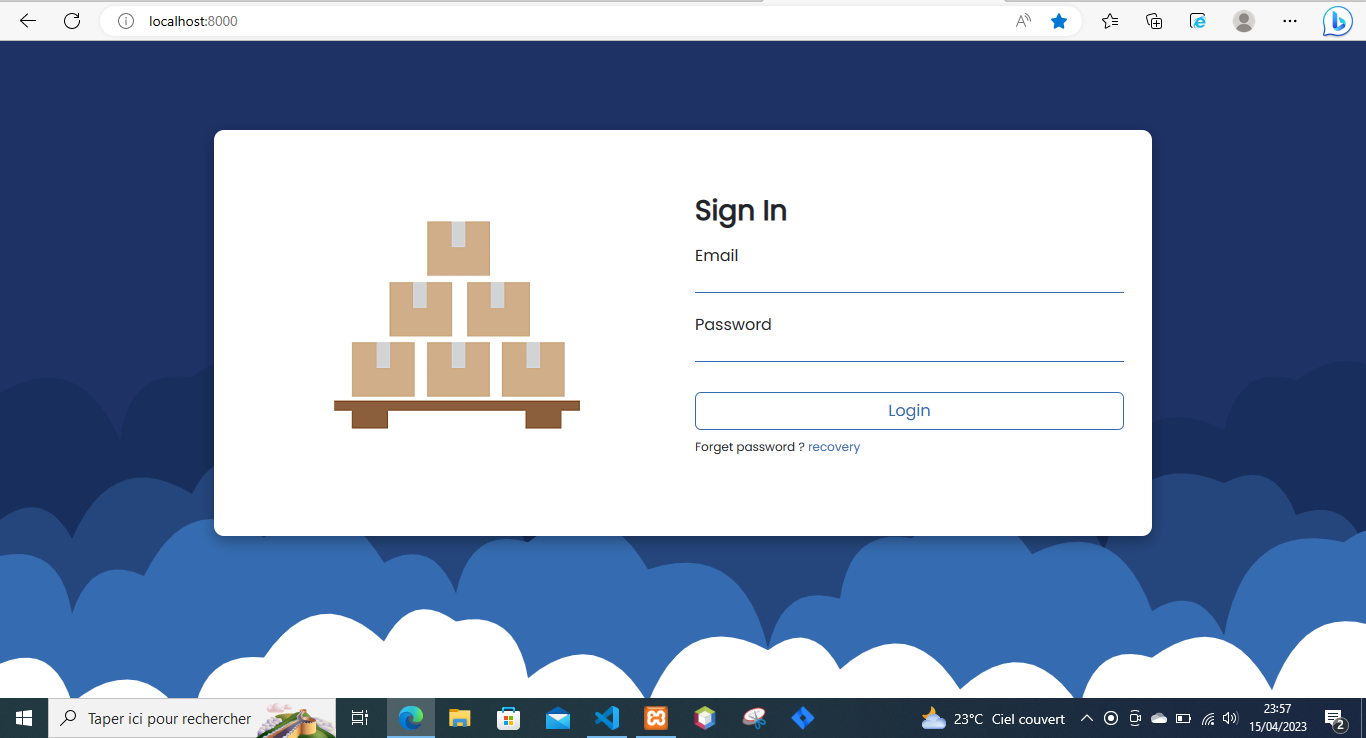 localhost:8000
Sign In
Email
Password
Login
Forget password ? recovery
Taper ici pour rechercher
23°C Ciel couvert
23:57
15/04/2023
2